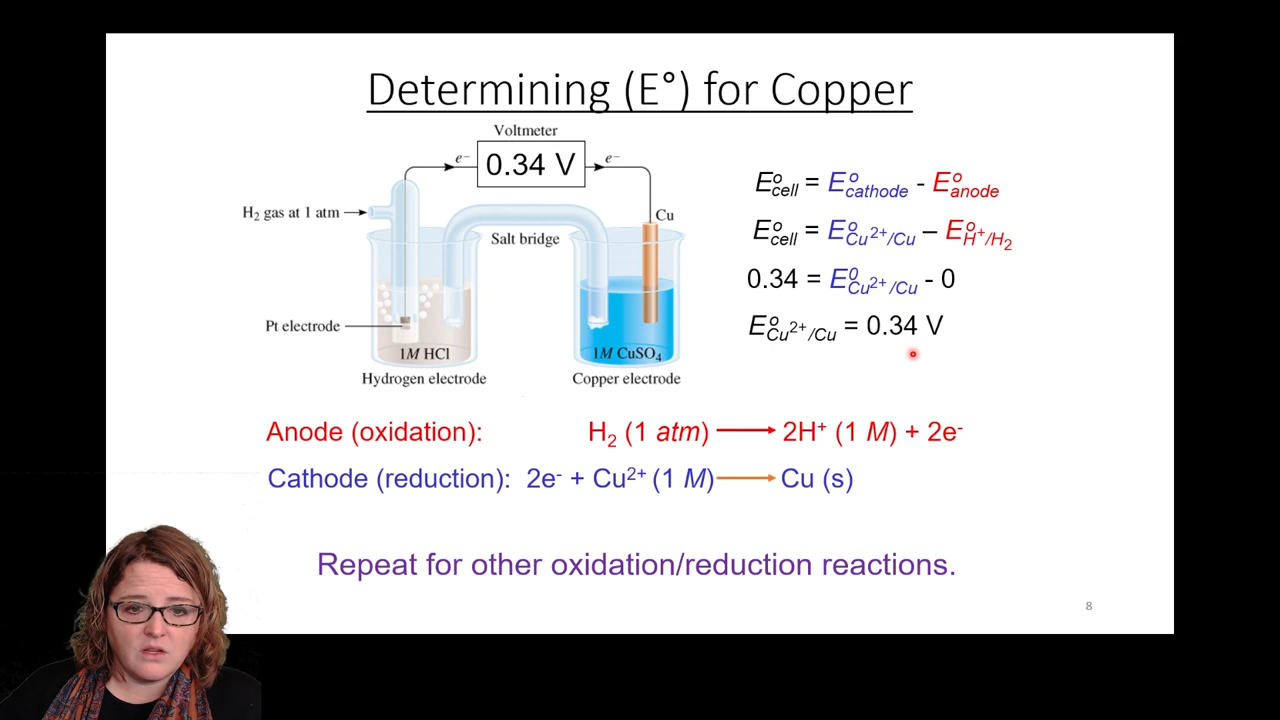 Determining (E°) for Copper
Voltmeter
e⁻ 0.34 V e⁻
H₂ gas at 1 atm
Cu
Salt bridge
Pt electrode
1M HCl
1M CuSO₄
Hydrogen electrode
Copper electrode
E°cell = E°cathode - E°anode
E°cell = E°Cu²⁺/Cu – E°H⁺/H₂
0.34 = E⁰Cu²⁺/Cu - 0
E°Cu²⁺/Cu = 0.34 V
Anode (oxidation): H₂ (1 atm) → 2H⁺ (1 M) + 2e⁻
Cathode (reduction): 2e⁻ + Cu²⁺ (1 M) → Cu (s)
Repeat for other oxidation/reduction reactions.
8